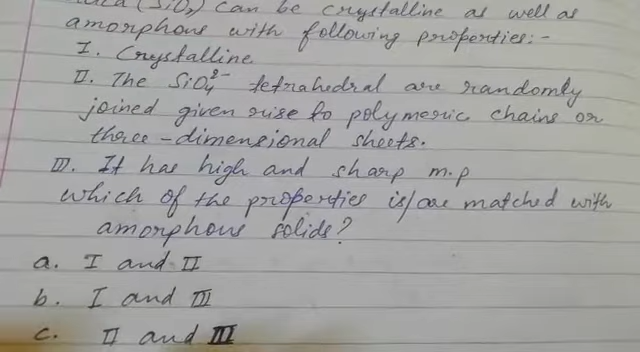 (SiO₂) can be crystalline as well as
amorphous with following properties:-
I. Crystalline
II. The SiO₄²⁻ tetrahedral are randomly
joined given rise to polymeric chains or
three-dimensional sheets.
III. It has high and sharp m.p
which of the properties is/are matched with
amorphous solids?
a. I and II
b. I and III
c. II and III